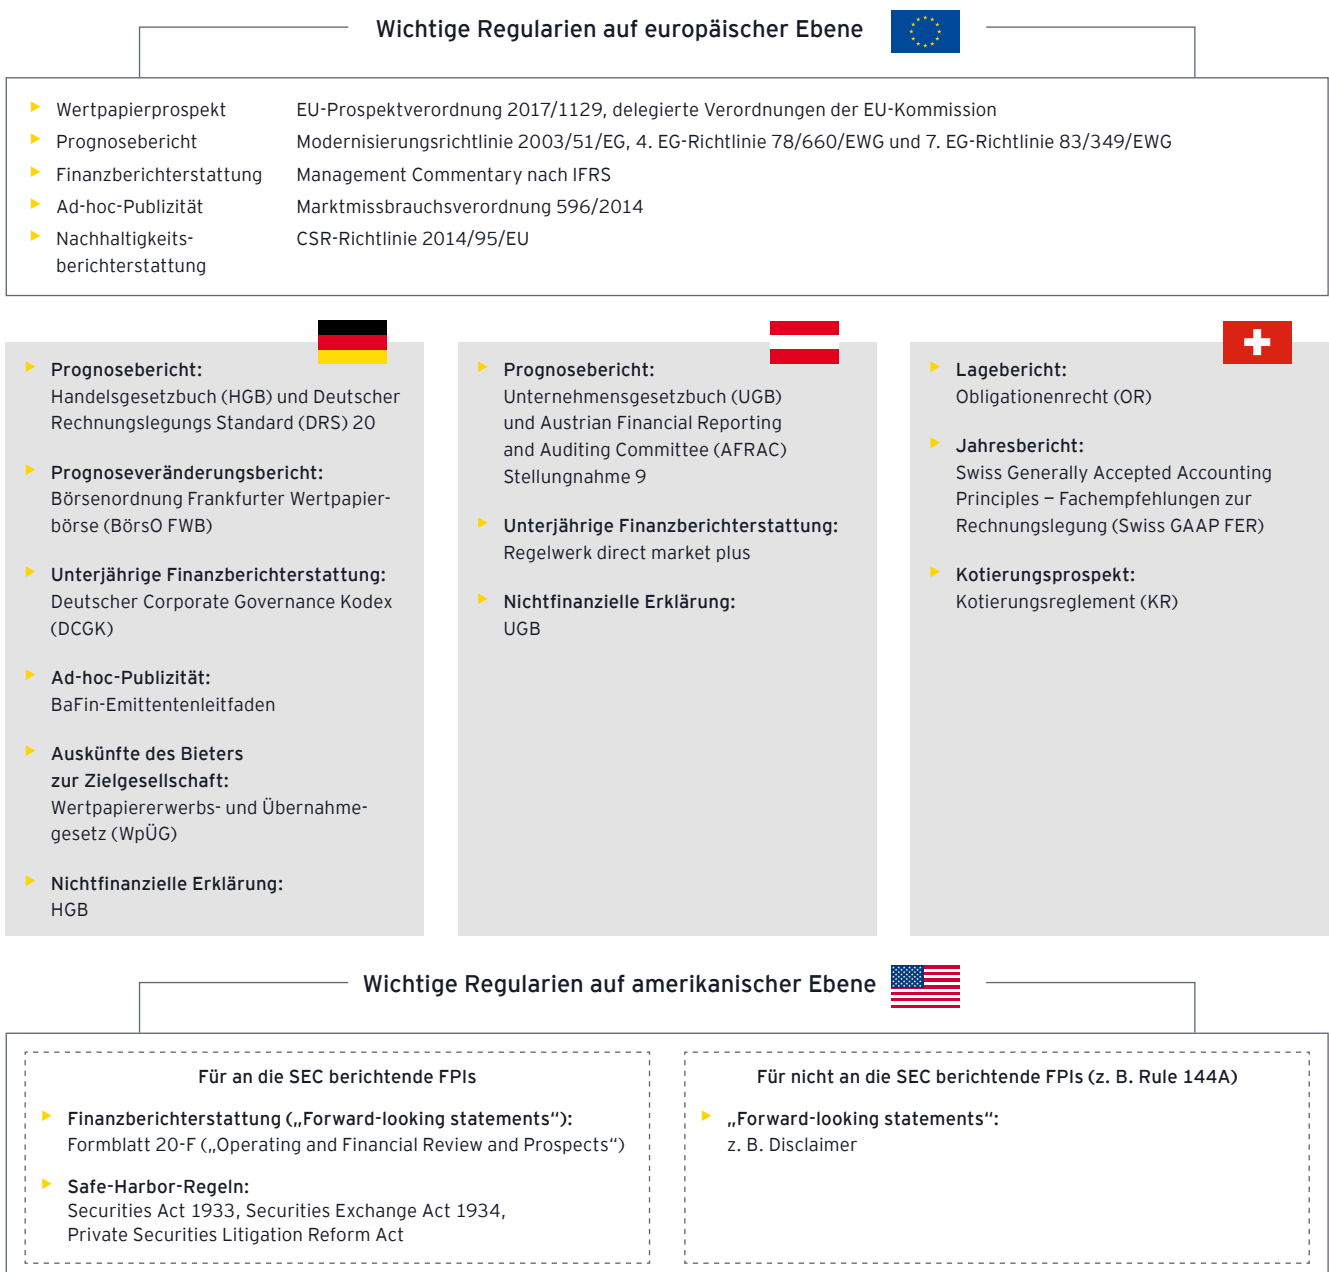 Wichtige Regularien auf europäischer Ebene
Wertpapierprospekt EU-Prospektverordnung 2017/1129, delegierte Verordnungen der EU-Kommission
Prognosebericht Modernisierungsrichtlinie 2003/51/EG, 4. EG-Richtlinie 78/660/EWG und 7. EG-Richtlinie 83/349/EWG
Finanzberichterstattung Management Commentary nach IFRS
Ad-hoc-Publizität Marktmissbrauchsverordnung 596/2014
Nachhaltigkeits- CSR-Richtlinie 2014/95/EU
berichterstattung
Prognosebericht:
Handelsgesetzbuch (HGB) und Deutscher
Rechnungslegungs Standard (DRS) 20
Prognoseveränderungsbericht:
Börsenordnung Frankfurter Wertpapier-
börse (BörsO FWB)
Unterjährige Finanzberichterstattung:
Deutscher Corporate Governance Kodex
(DCGK)
Ad-hoc-Publizität:
BaFin-Emittentenleitfaden
Auskünfte des Bieters
zur Zielgesellschaft:
Wertpapiererwerbs- und Übernahme-
gesetz (WpÜG)
Nichtfinanzielle Erklärung:
HGB
Prognosebericht:
Unternehmensgesetzbuch (UGB)
und Austrian Financial Reporting
and Auditing Committee (AFRAC)
Stellungnahme 9
Unterjährige Finanzberichterstattung:
Regelwerk direct market plus
Nichtfinanzielle Erklärung:
UGB
Lagebericht:
Obligationenrecht (OR)
Jahresbericht:
Swiss Generally Accepted Accounting
Principles – Fachempfehlungen zur
Rechnungslegung (Swiss GAAP FER)
Kotierungsprospekt:
Kotierungsreglement (KR)
Wichtige Regularien auf amerikanischer Ebene
Für an die SEC berichtende FPIs
Finanzberichterstattung („Forward-looking statements“):
Formblatt 20-F („Operating and Financial Review and Prospects“)
Safe-Harbor-Regeln:
Securities Act 1933, Securities Exchange Act 1934,
Private Securities Litigation Reform Act
Für nicht an die SEC berichtende FPIs (z. B. Rule 144A)
„Forward-looking statements“:
z. B. Disclaimer